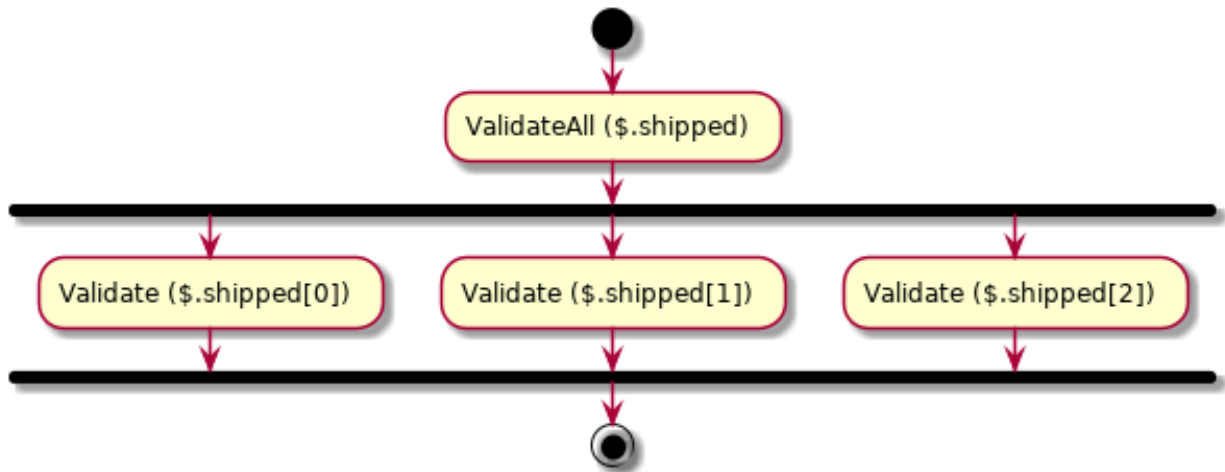 ValidateAll ($.shipped)
Validate ($.shipped[0])
Validate ($.shipped[1])
Validate ($.shipped[2])